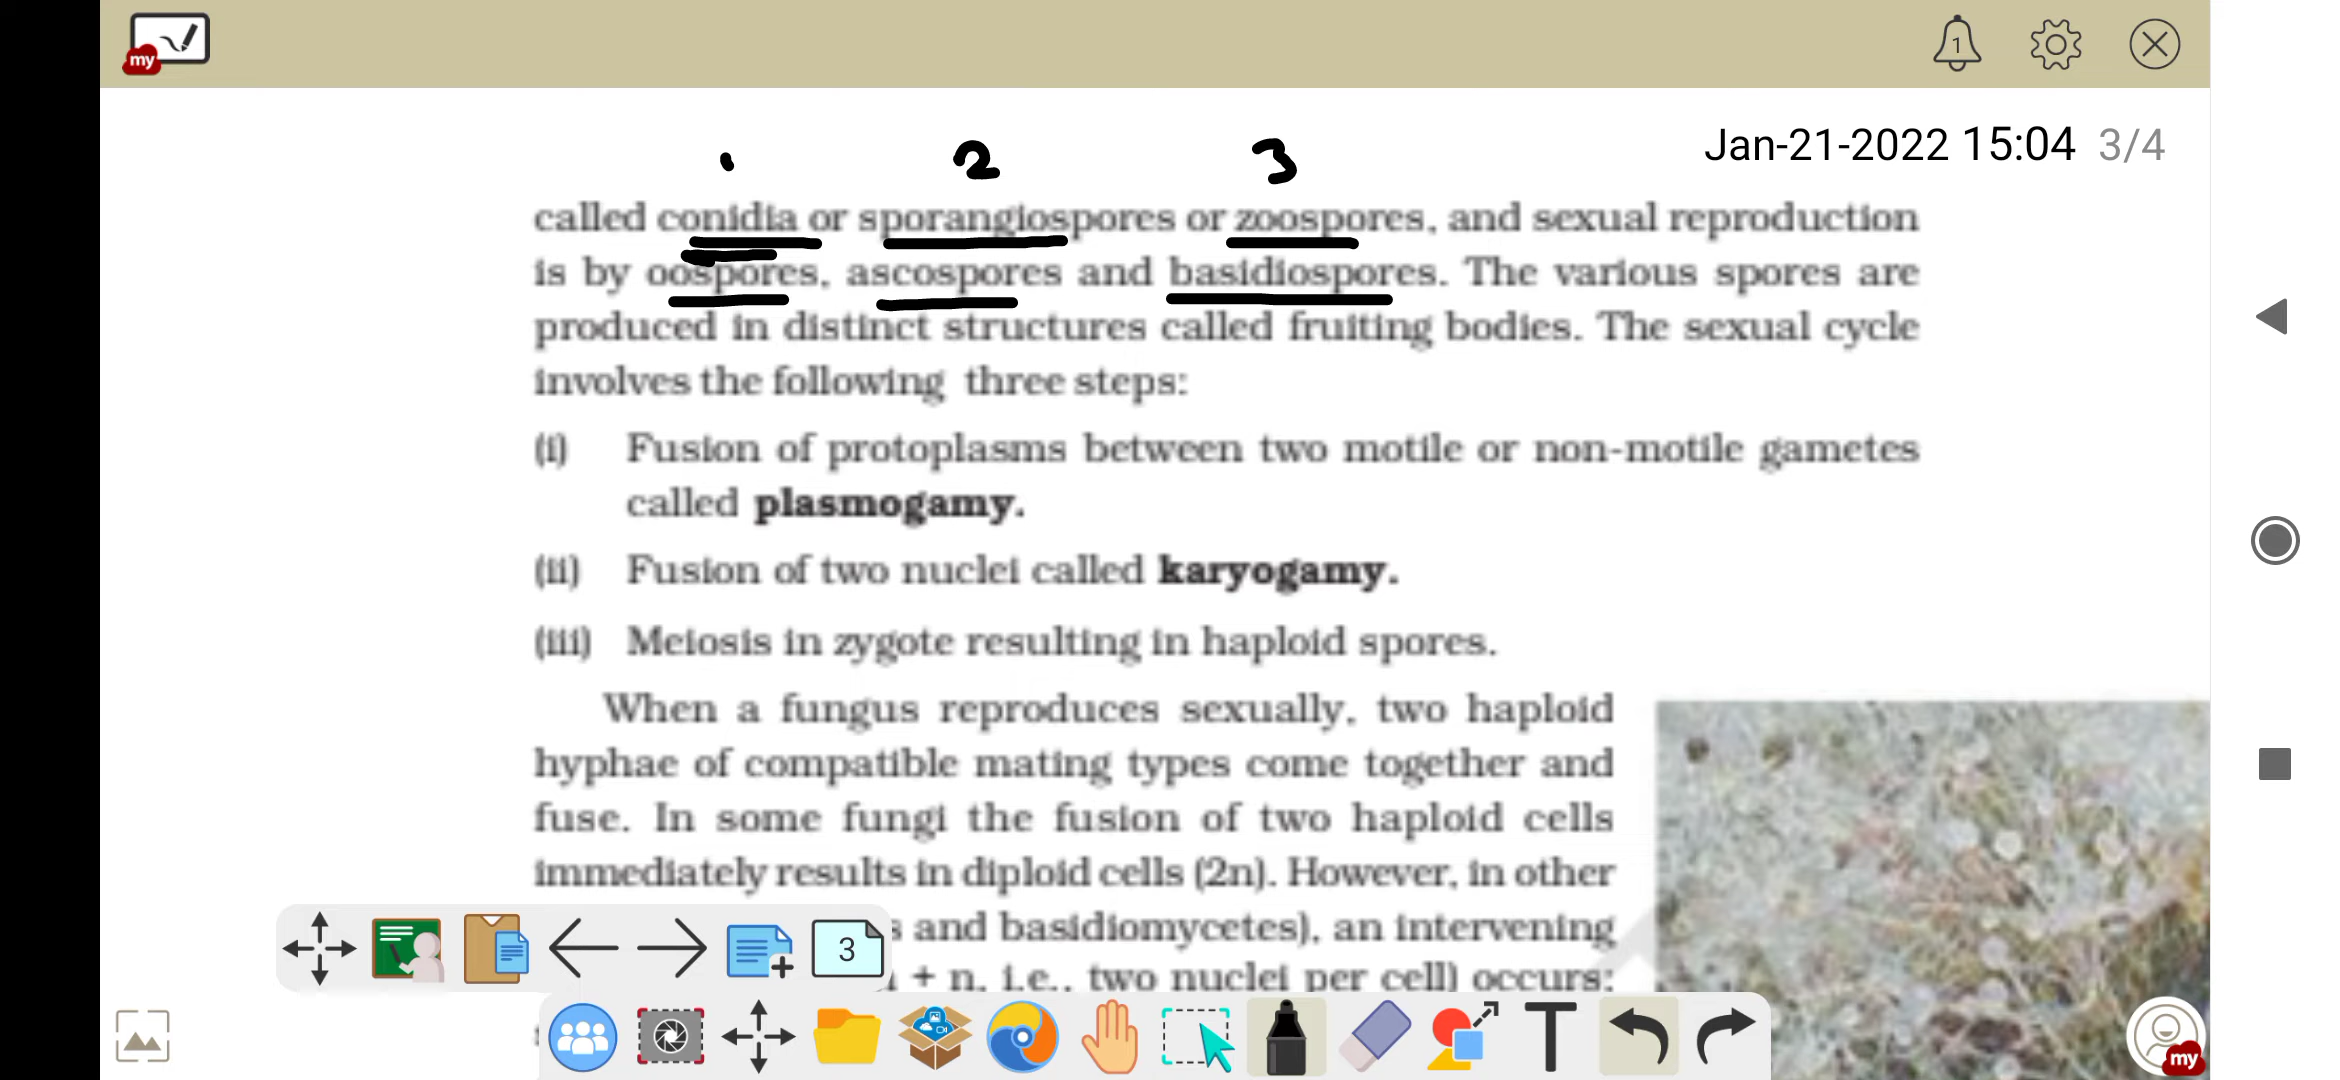 1
my
Jan-21-2022 15:04 3/4
2 3
called conidia or sporangiospores or zoospores, and sexual reproduction
is by oospores, ascospores and basidiospores. The various spores are
produced in distinct structures called fruiting bodies. The sexual cycle
involves the following three steps:
(i) Fusion of protoplasms between two motile or non-motile gametes
called plasmogamy.
(ii) Fusion of two nuclei called karyogamy.
(iii) Meiosis in zygote resulting in haploid spores.
When a fungus reproduces sexually, two haploid
hyphae of compatible mating types come together and
fuse. In some fungi the fusion of two haploid cells
immediately results in diploid cells (2n). However, in other
and basidiomycetes), an intervening
+ n, i.e., two nuclei per cell) occurs;
3
T
my